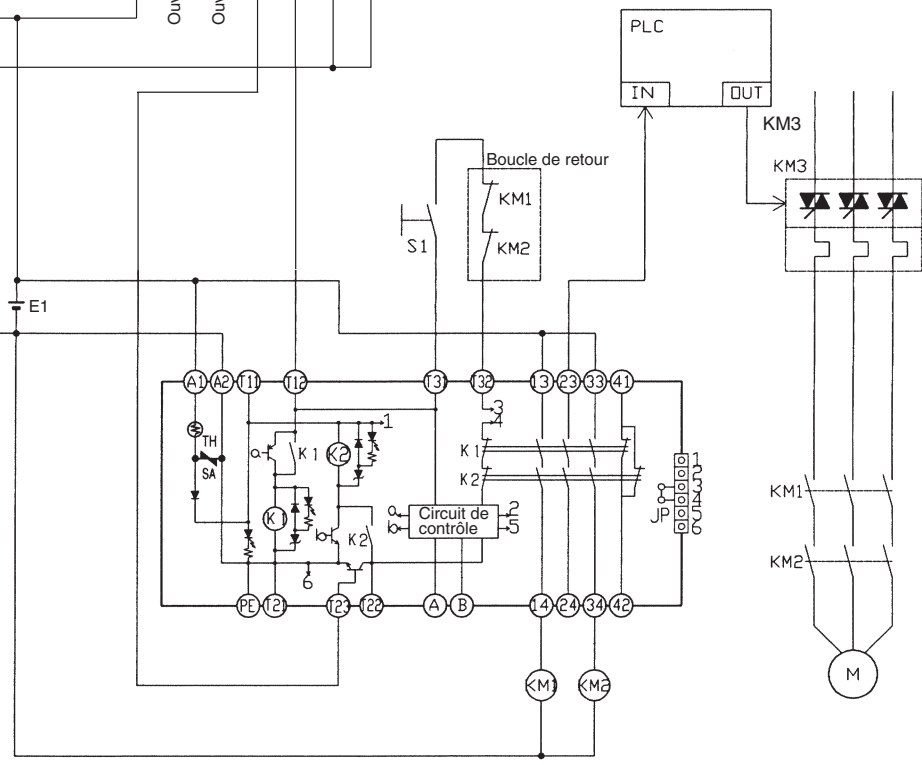 Ouv
Ouv
PLC
IN
OUT
KM3
KM3
Boucle de retour
KM1
S1
KM2
E1
A1 A2 T11 T12 T31 T32 13 23 33 41
3
4
1
TH
SA
a
K1
K2
K1
K2
1
2
3
4
5
6
JP
K1
a
b
Circuit de
contrôle
2
5
b
K2
6
PE T21 T23 T22 A B 14 24 34 42
KM1
KM2
KM1
KM2
M